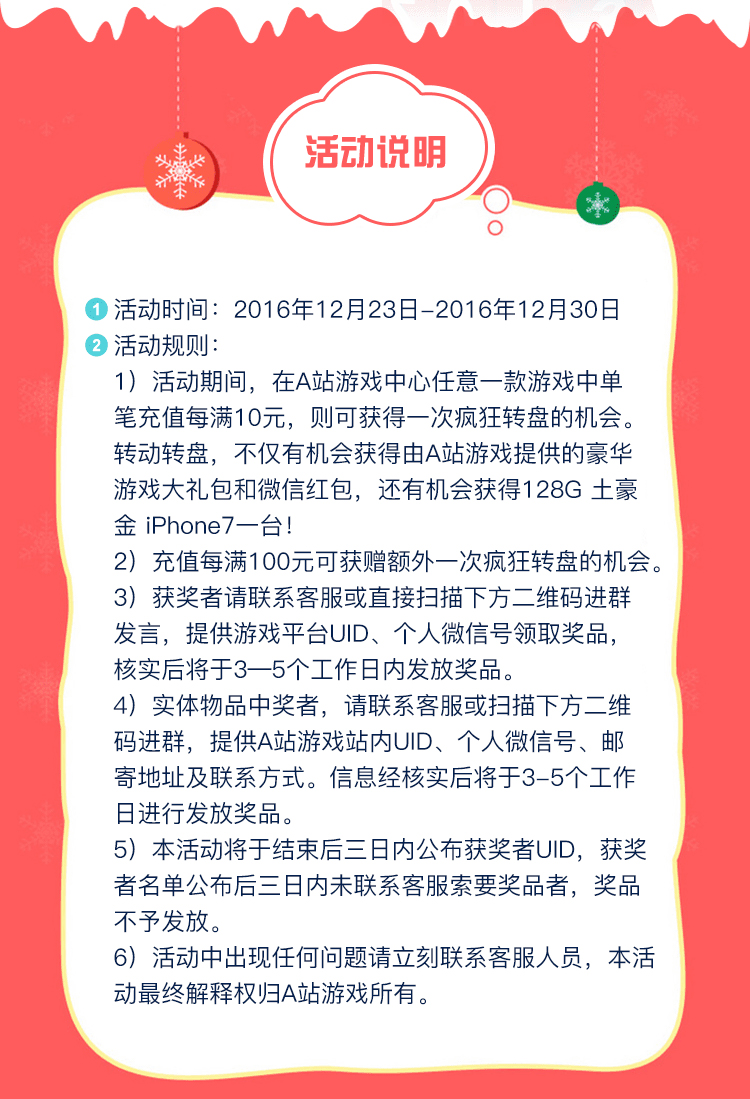 活动说明
1 活动时间：2016年12月23日-2016年12月30日
2 活动规则：
1）活动期间，在A站游戏中心任意一款游戏中单
笔充值每满10元，则可获得一次疯狂转盘的机会。
转动转盘，不仅有机会获得由A站游戏提供的豪华
游戏大礼包和微信红包，还有机会获得128G 土豪
金 iPhone7一台！
2）充值每满100元可获赠额外一次疯狂转盘的机会。
3）获奖者请联系客服或直接扫描下方二维码进群
发言，提供游戏平台UID、个人微信号领取奖品，
核实后将于3—5个工作日内发放奖品。
4）实体物品中奖者，请联系客服或扫描下方二维
码进群，提供A站游戏站内UID、个人微信号、邮
寄地址及联系方式。信息经核实后将于3-5个工作
日进行发放奖品。
5）本活动将于结束后三日内公布获奖者UID，获奖
者名单公布后三日内未联系客服索要奖品者，奖品
不予发放。
6）活动中出现任何问题请立刻联系客服人员，本活
动最终解释权归A站游戏所有。